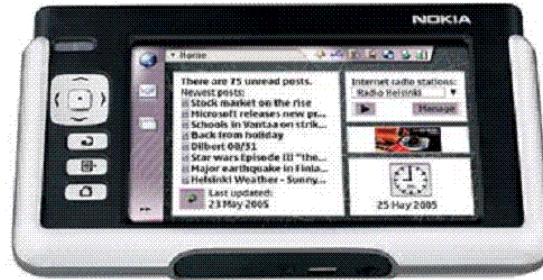 NOKIA
Home
There are 75 unread posts.
Newest posts:
Stock market on the rise
Microsoft releases new pr...
Schools in Vantaa on strik...
Back from holiday
Dilbert 08/31
Star wars Episode III "the...
Major earthquake in Finla...
Helsinki Weather - Sunny...
Last updated:
23 May 2005
Internet radio stations:
Radio Helsinki
Manage
25 May 2005